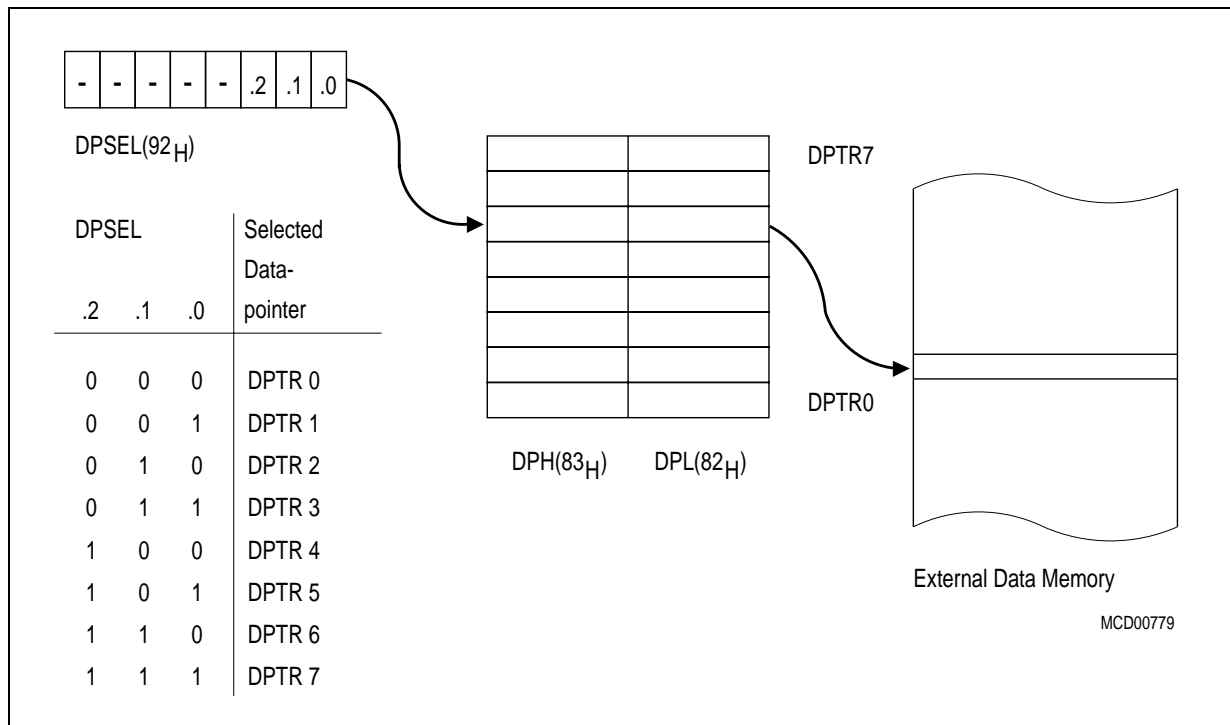 - - - - - .2 .1 .0
DPSEL(92H)
DPSEL Selected
Data-
.2 .1 .0 pointer
0 0 0 DPTR 0
0 0 1 DPTR 1
0 1 0 DPTR 2
0 1 1 DPTR 3
1 0 0 DPTR 4
1 0 1 DPTR 5
1 1 0 DPTR 6
1 1 1 DPTR 7
DPTR7
DPTR0
DPH(83H) DPL(82H)
External Data Memory
MCD00779